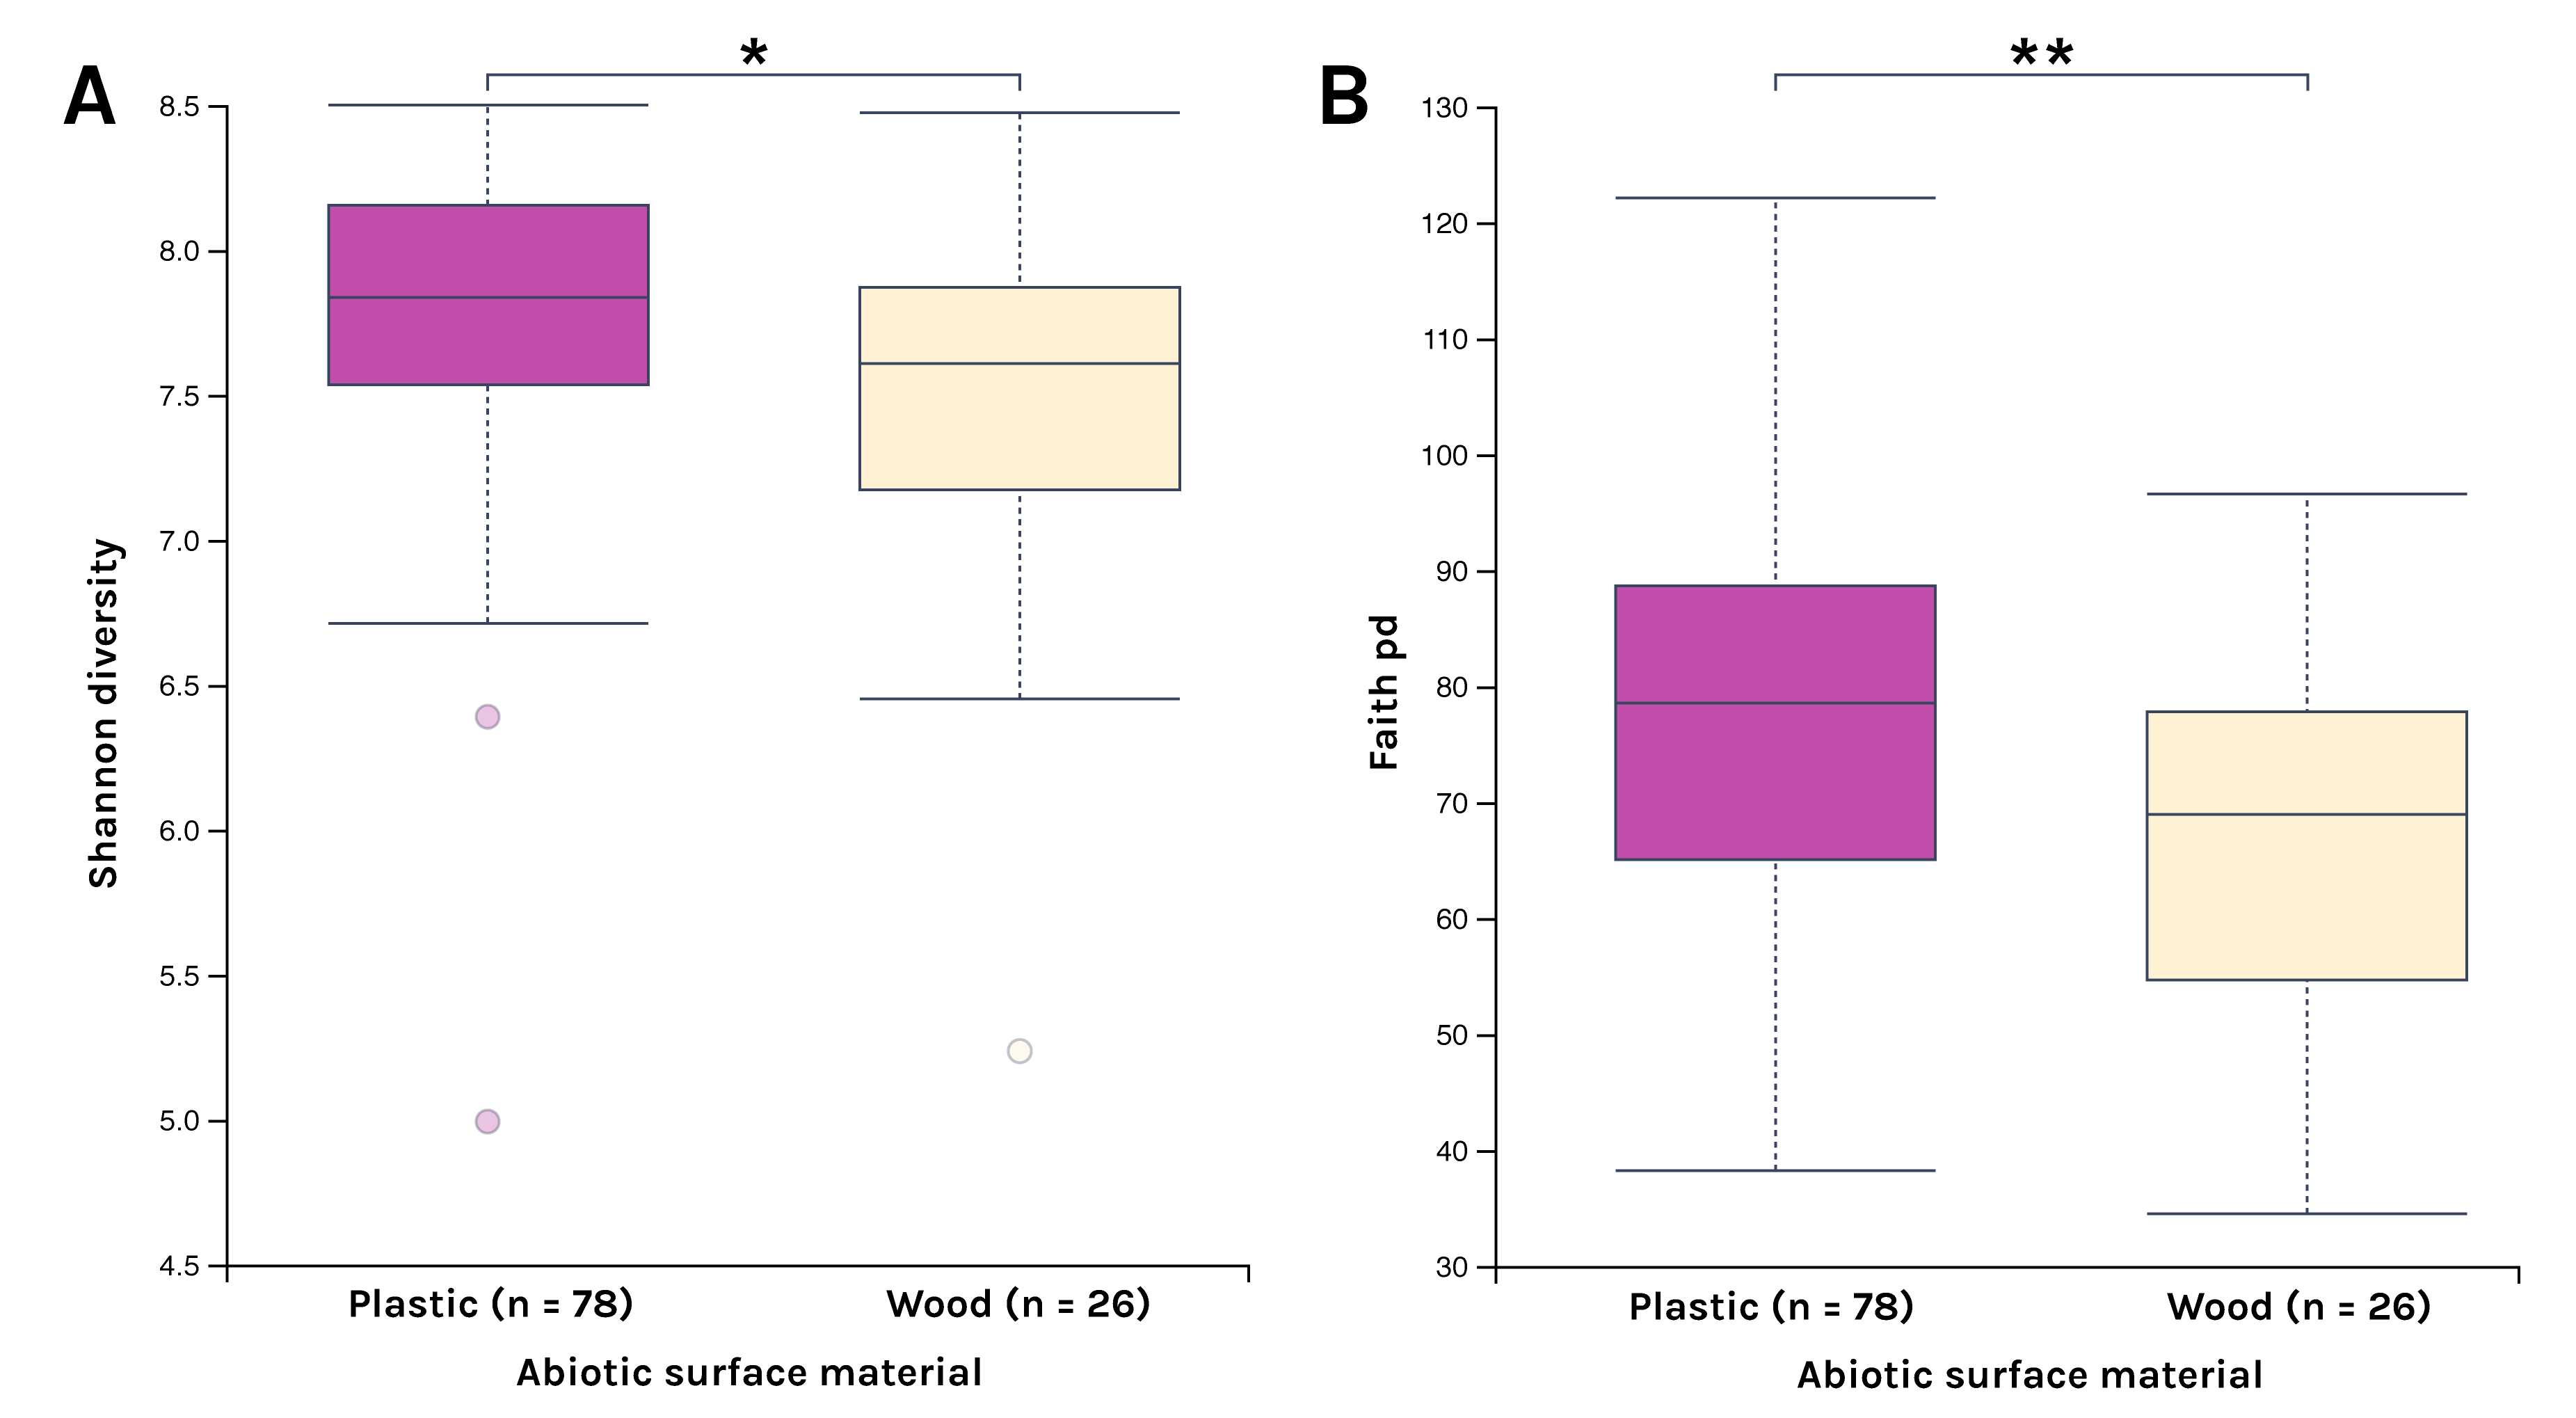 A
*
8.5
8.0
7.5
7.0
6.5
6.0
5.5
5.0
4.5
Shannon diversity
Plastic (n = 78)
Wood (n = 26)
Abiotic surface material
B
**
130
120
110
100
90
80
70
60
50
40
30
Faith pd
Plastic (n = 78)
Wood (n = 26)
Abiotic surface material